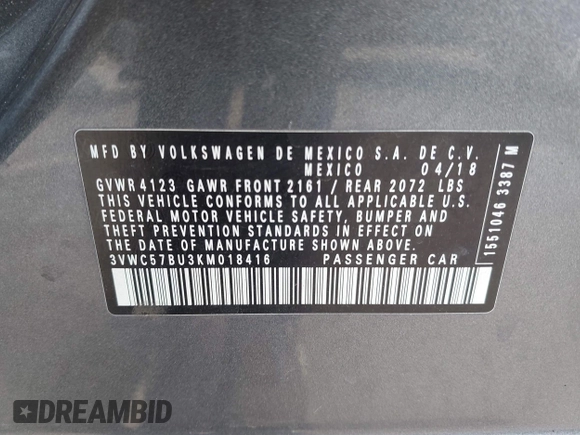 MFD BY VOLKSWAGEN DE MEXICO S.A. DE C.V.
MEXICO 04/18
GVWR 4123 GAWR FRONT 2161 / REAR 2072 LBS
THIS VEHICLE CONFORMS TO ALL APPLICABLE U.S.
FEDERAL MOTOR VEHICLE SAFETY, BUMPER AND
THEFT PREVENTION STANDARDS IN EFFECT ON THE
DATE OF MANUFACTURE SHOWN ABOVE.
3VWC57BU3KM018416 PASSENGER CAR
1551046 3387 M
DREAMBID